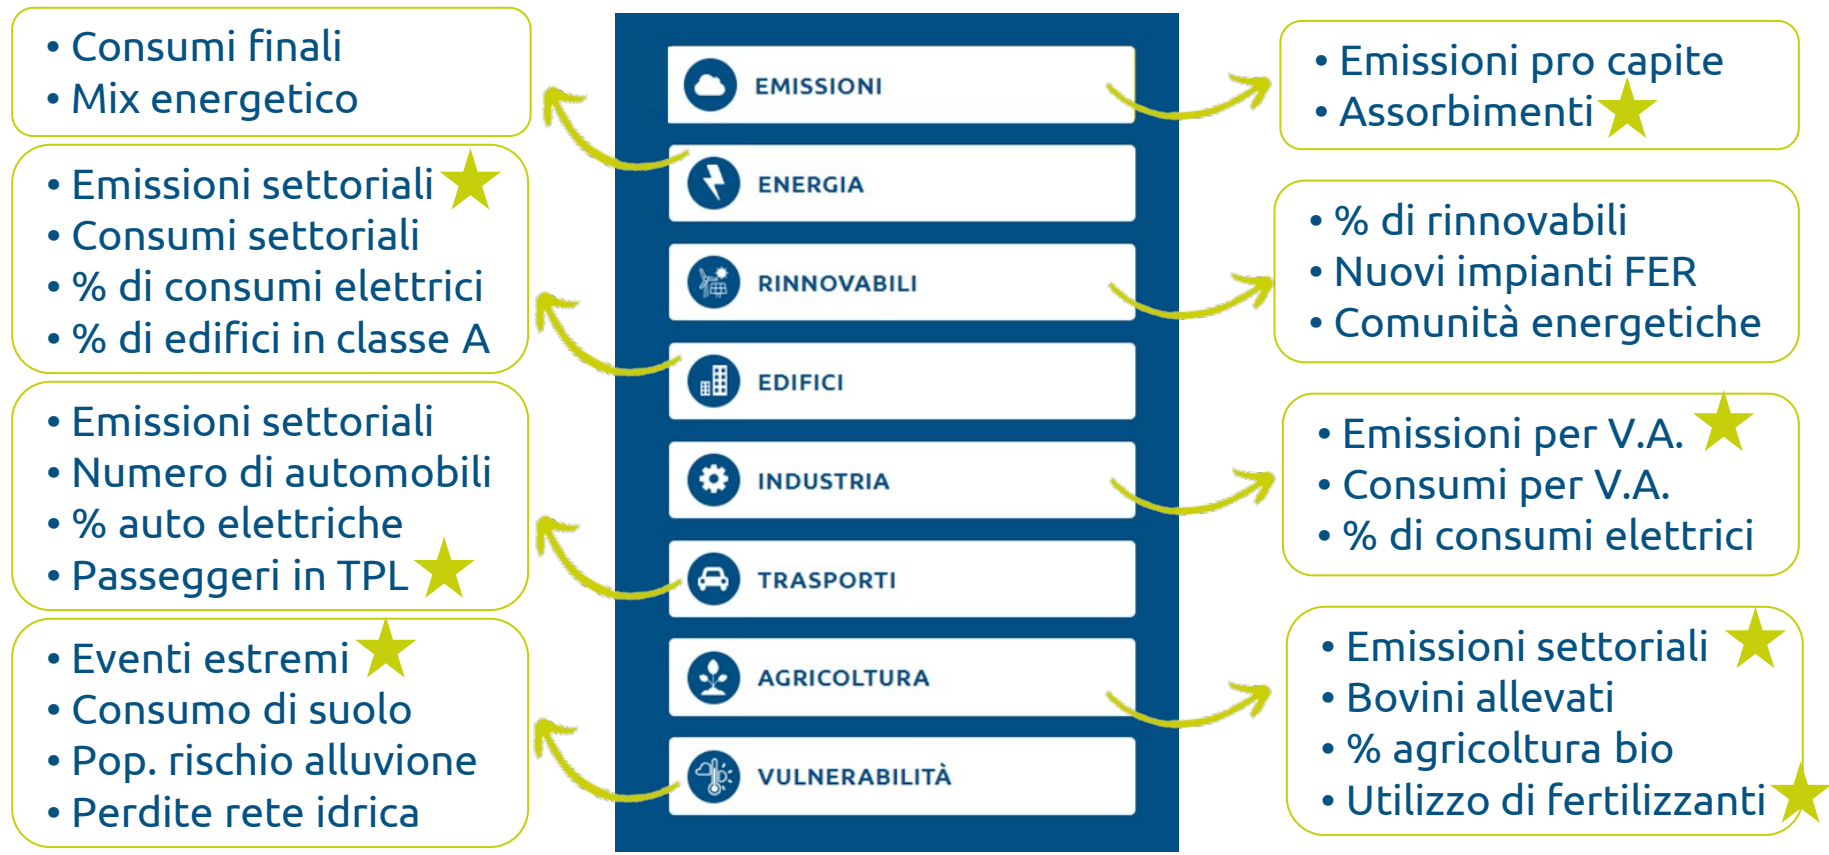 • Consumi finali
• Mix energetico
• Emissioni settoriali
• Consumi settoriali
• % di consumi elettrici
• % di edifici in classe A
• Emissioni settoriali
• Numero di automobili
• % auto elettriche
• Passeggeri in TPL
• Eventi estremi
• Consumo di suolo
• Pop. rischio alluvione
• Perdite rete idrica
EMISSIONI
ENERGIA
RINNOVABILI
EDIFICI
INDUSTRIA
TRASPORTI
AGRICOLTURA
VULNERABILITÀ
• Emissioni pro capite
• Assorbimenti
• % di rinnovabili
• Nuovi impianti FER
• Comunità energetiche
• Emissioni per V.A.
• Consumi per V.A.
• % di consumi elettrici
• Emissioni settoriali
• Bovini allevati
• % agricoltura bio
• Utilizzo di fertilizzanti